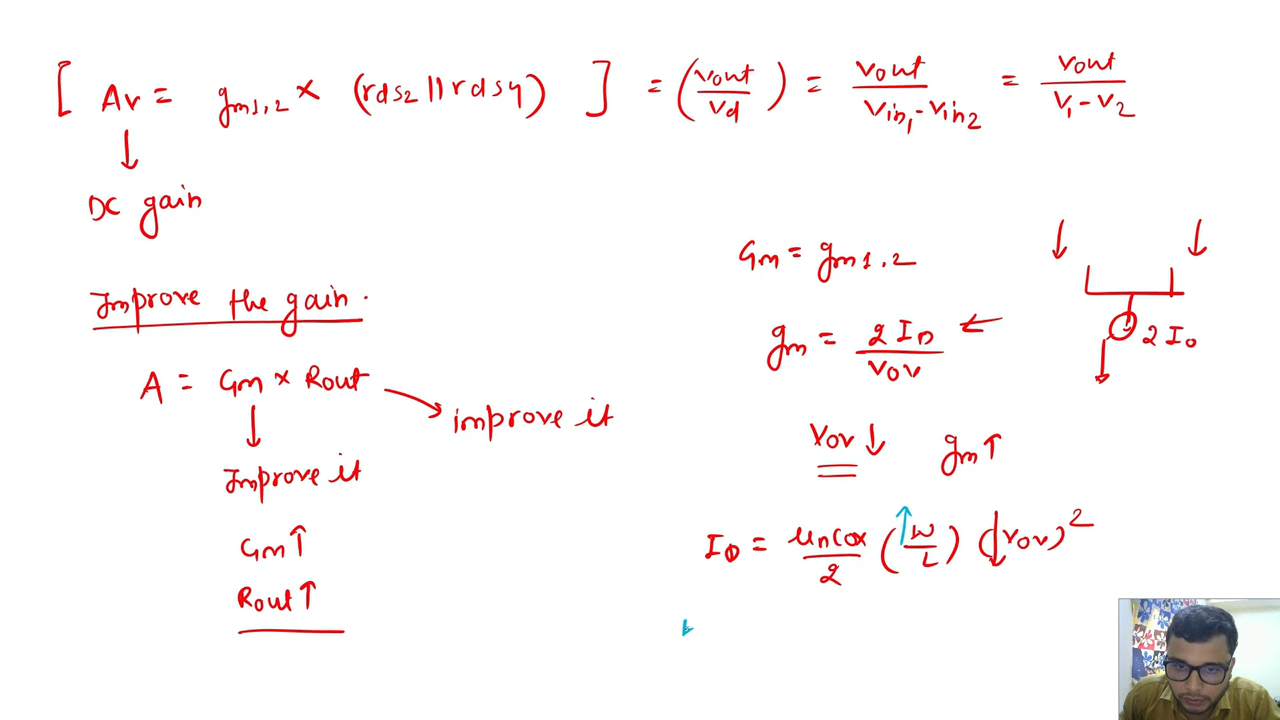 [ Av = gm1,2 × (rds2 || rds4) ] = (vout/vd) = vout/(vin1 - vin2) = vout/(v1 - v2)
↓
DC gain
Improve the gain.
A = Gm × Rout → improve it
↓
Improve it
Gm↑
Rout↑
Gm = gm1,2
gm = 2ID/vov ←
2I0
vov↓ gm↑
ID = μnCox/2 (↑W/L) (↓vov)^2